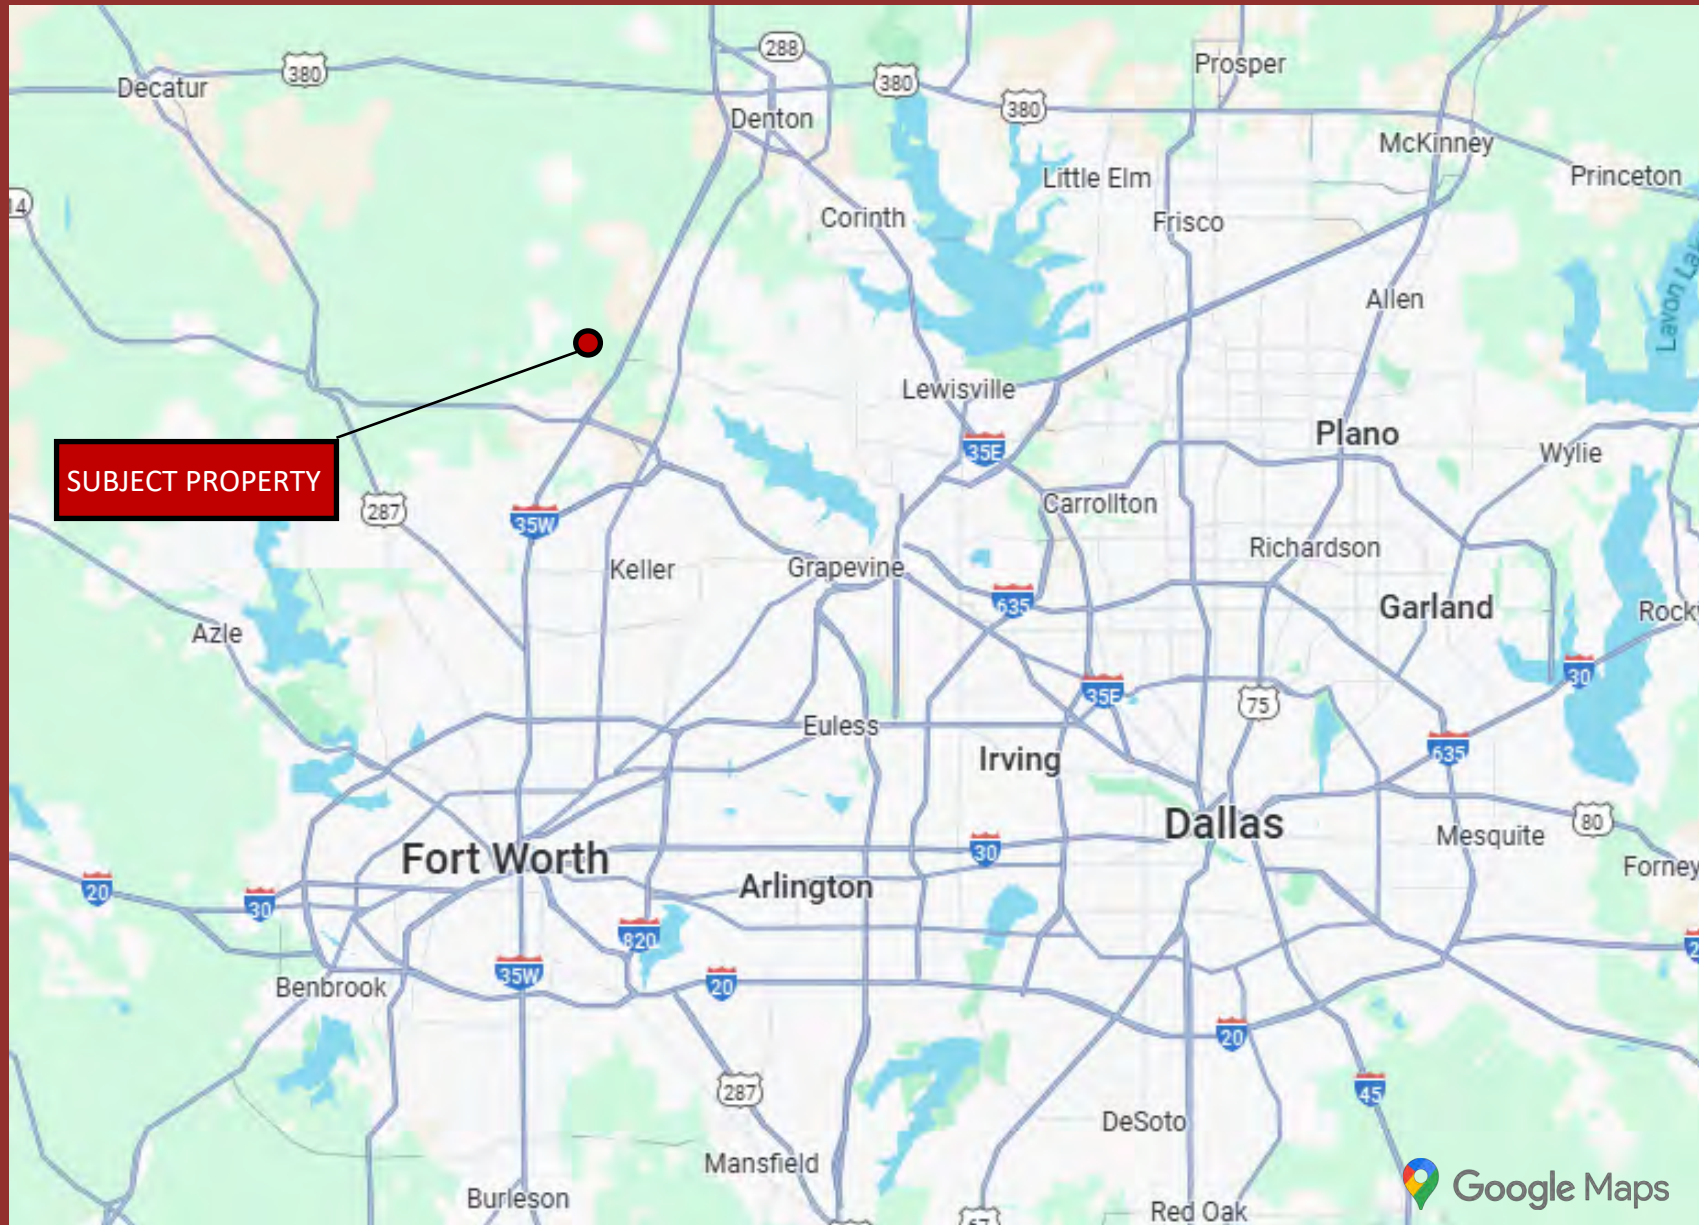 288
Prosper
380
380
Decatur
380
Denton
McKinney
Princeton
Little Elm
14
Corinth
Frisco
Allen
Lewisville
Plano
35E
Wylie
SUBJECT PROPERTY
287
35W
Carrollton
Richardson
Keller
Grapevine
635
Garland
Azle
30
35E
75
Euless
635
Irving
Dallas
80
Mesquite
Fort Worth
30
Forney
Arlington
20
30
820
35W
20
Benbrook
20
45
287
DeSoto
Mansfield
Burleson
Red Oak
67
Google Maps